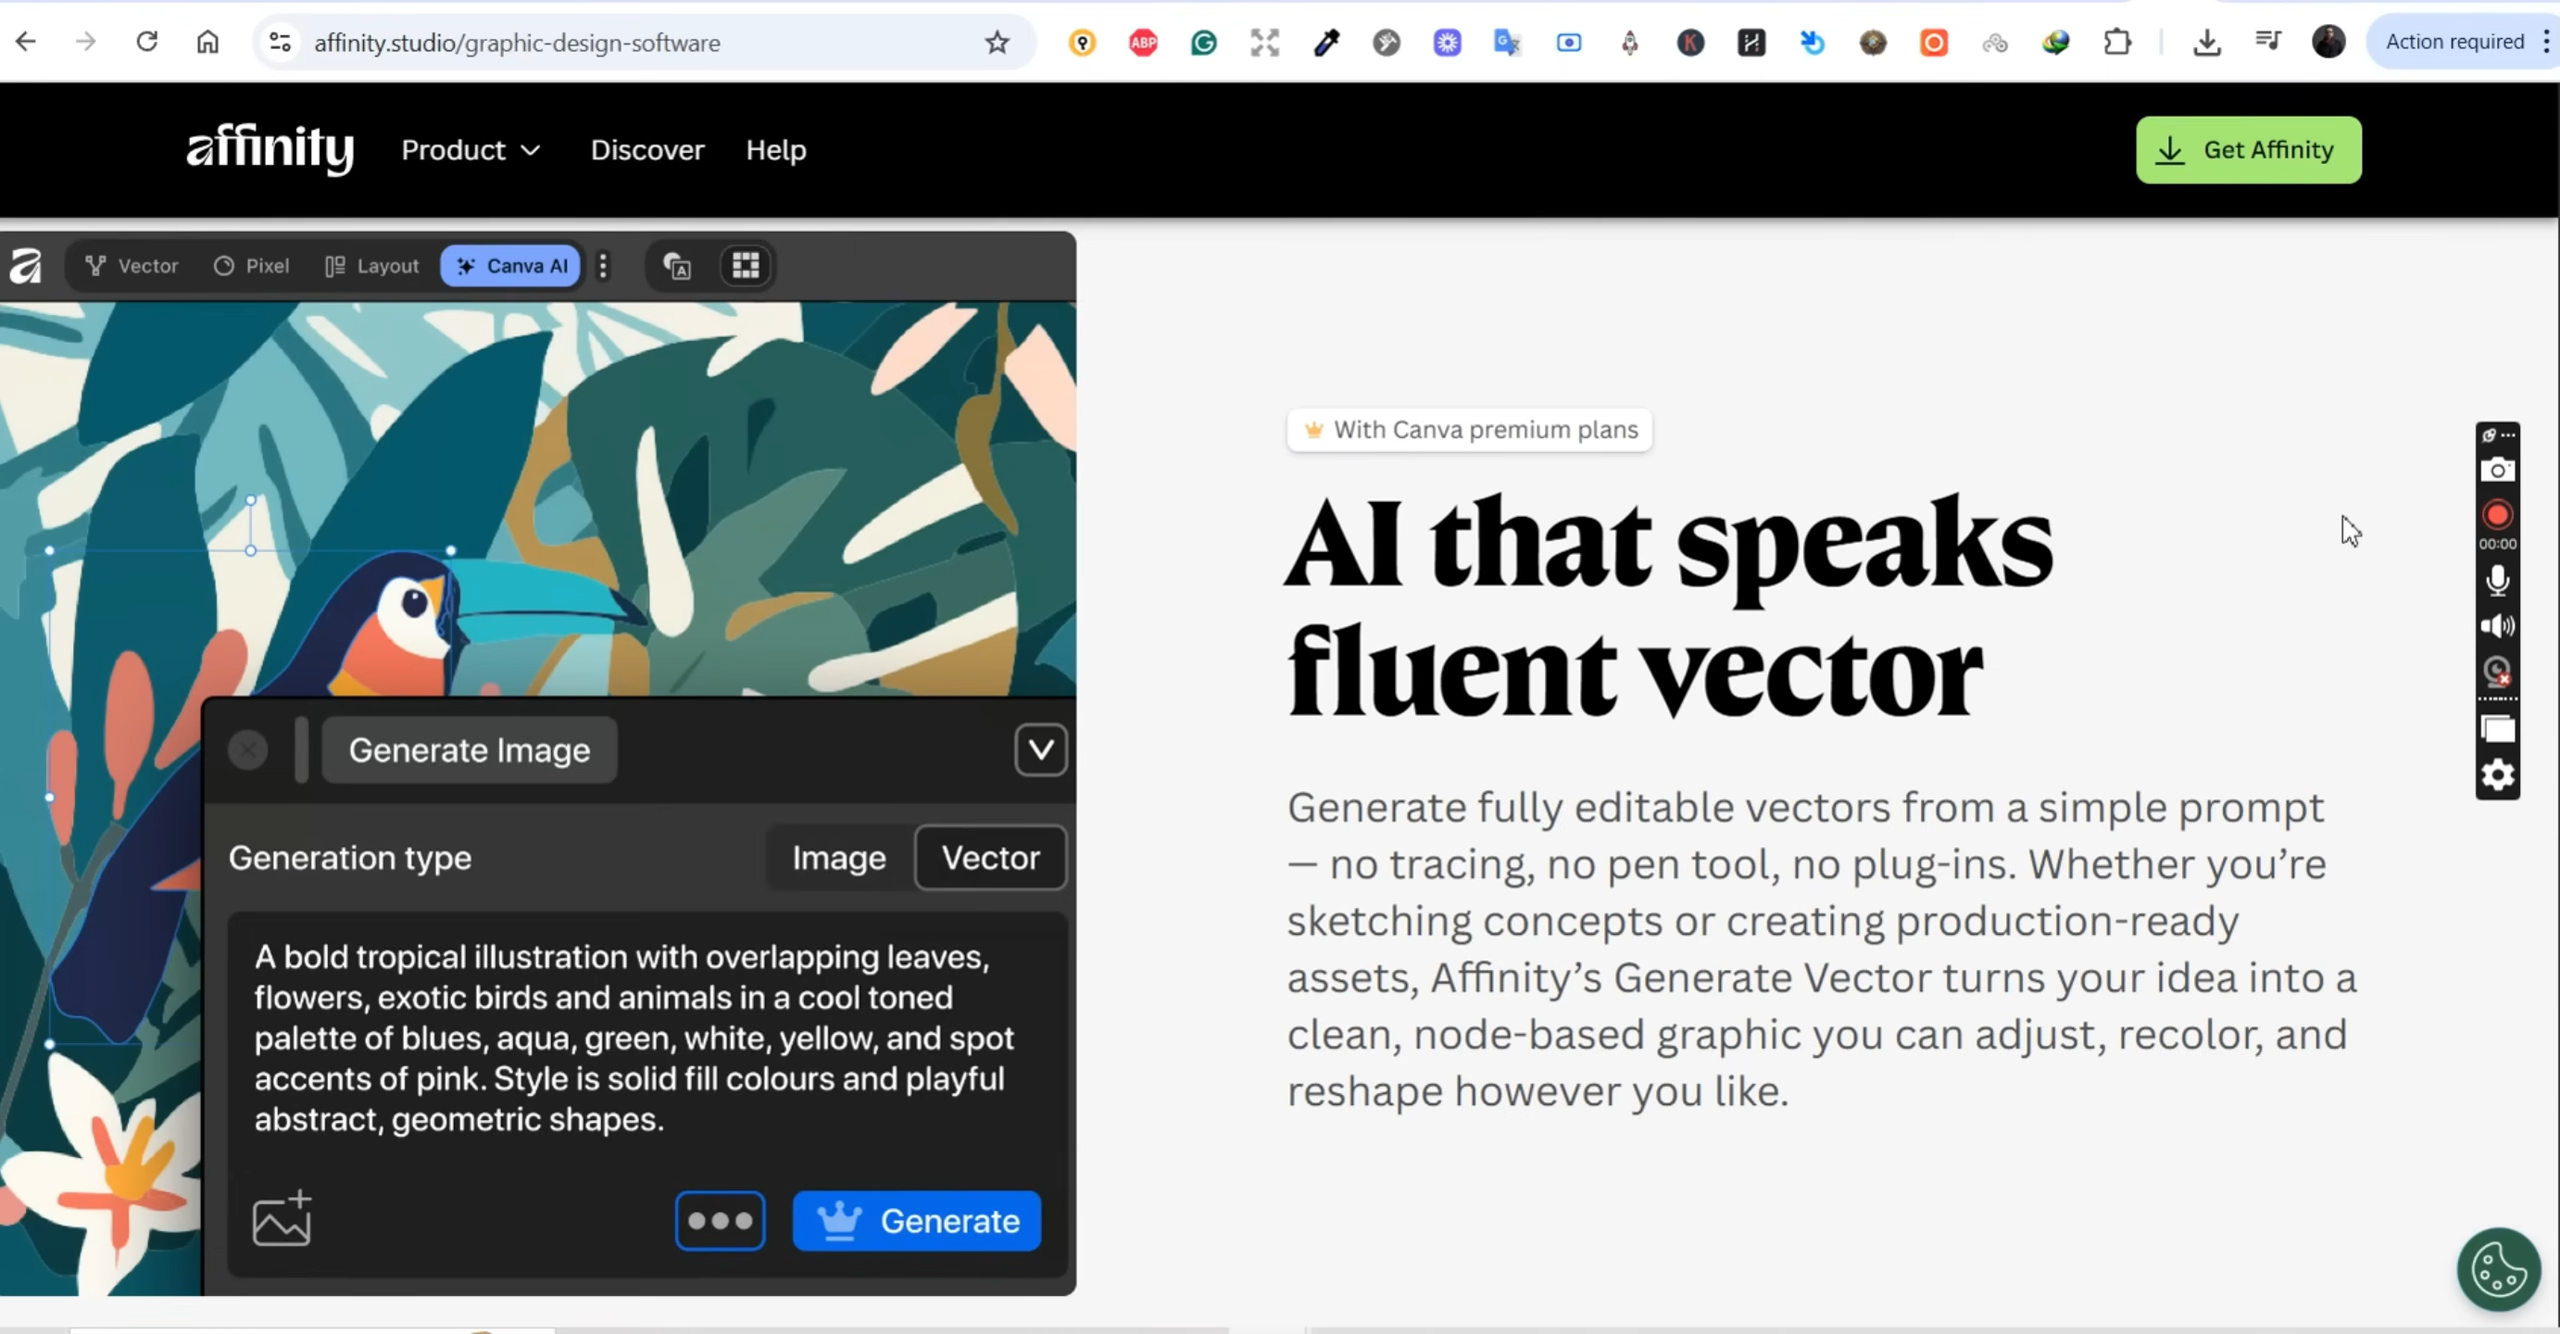 affinity.studio/graphic-design-software
ABP
Action required
affinity
Product
Discover
Help
Get Affinity
Vector
Pixel
Layout
Canva AI
With Canva premium plans
AI that speaks
fluent vector
00:00
Generate Image
Generate fully editable vectors from a simple prompt
— no tracing, no pen tool, no plug-ins. Whether you’re
sketching concepts or creating production-ready
assets, Affinity’s Generate Vector turns your idea into a
clean, node-based graphic you can adjust, recolor, and
reshape however you like.
Generation type
Image
Vector
A bold tropical illustration with overlapping leaves,
flowers, exotic birds and animals in a cool toned
palette of blues, aqua, green, white, yellow, and spot
accents of pink. Style is solid fill colours and playful
abstract, geometric shapes.
Generate